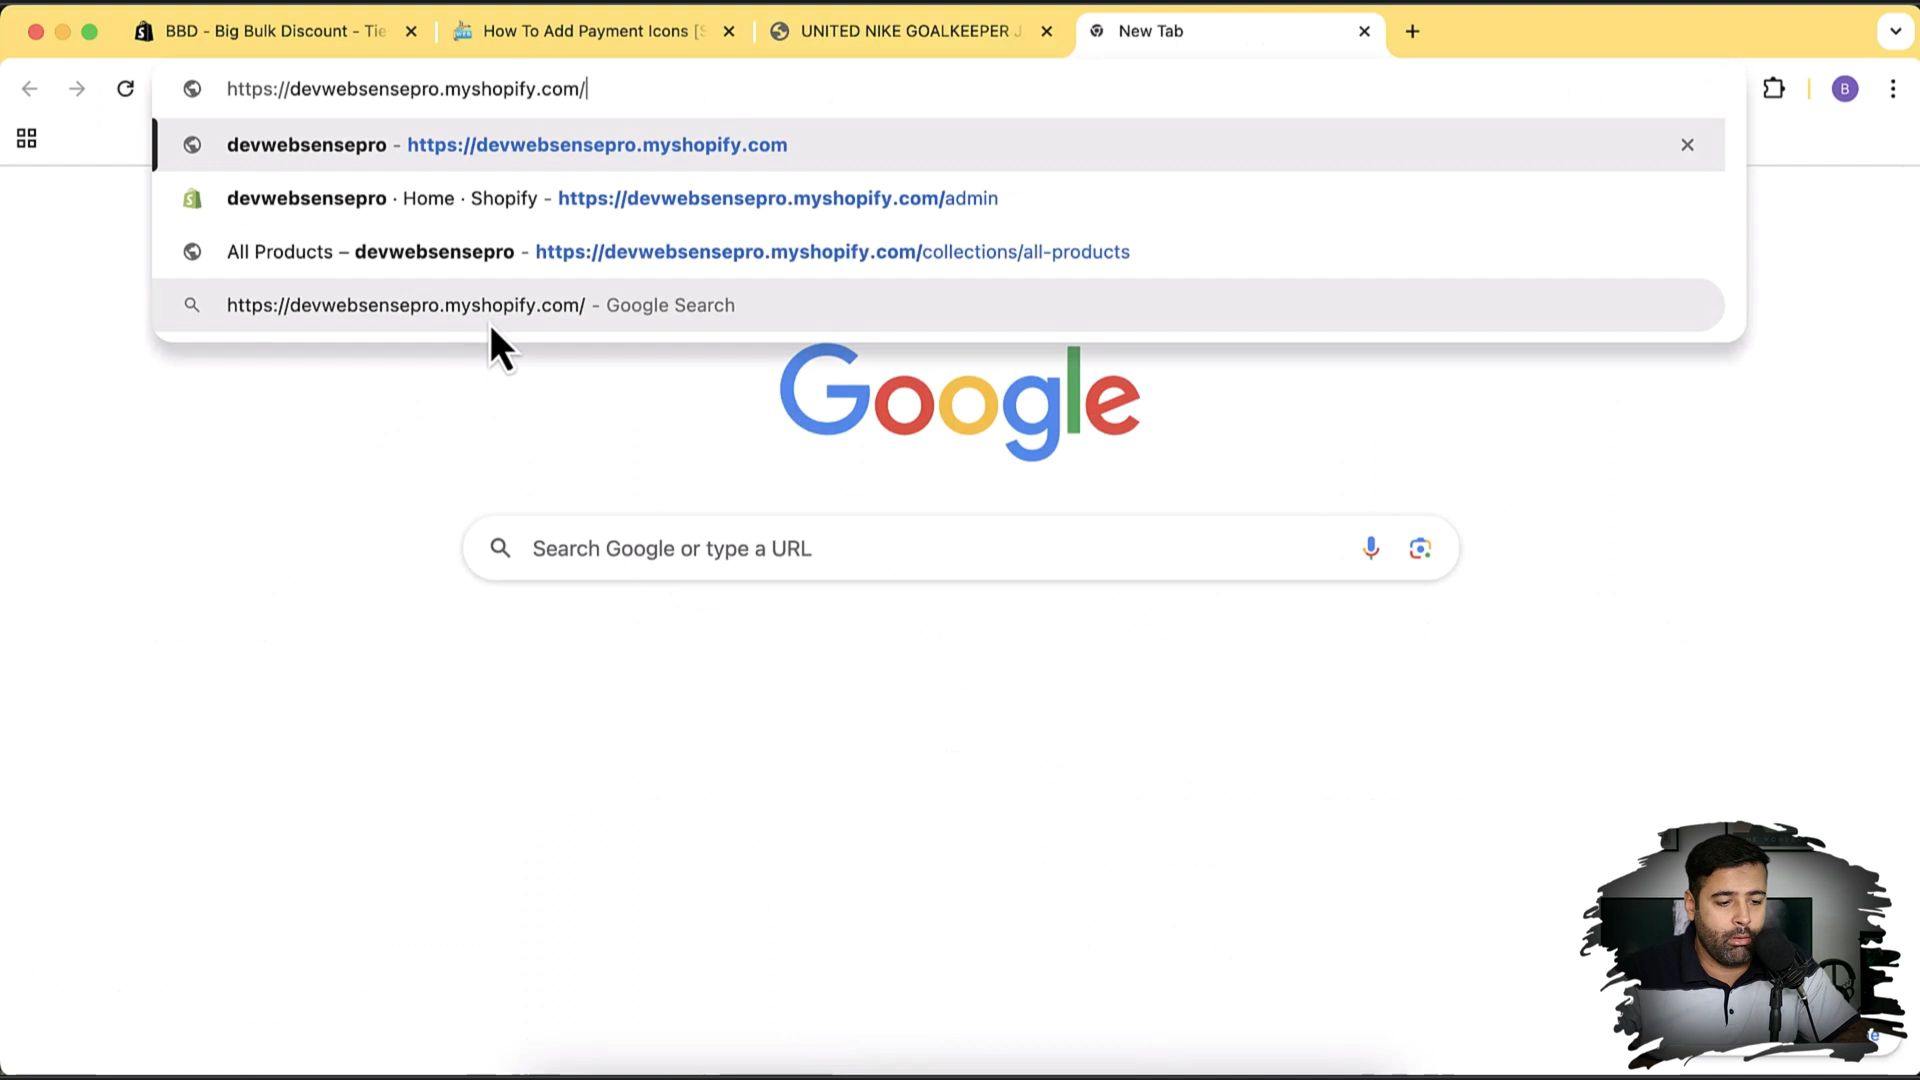 BBD - Big Bulk Discount - Tie
How To Add Payment Icons [S
UNITED NIKE GOALKEEPER J
New Tab
https://devwebsensepro.myshopify.com/
B
devwebsensepro - https://devwebsensepro.myshopify.com
devwebsensepro · Home · Shopify - https://devwebsensepro.myshopify.com/admin
All Products – devwebsensepro - https://devwebsensepro.myshopify.com/collections/all-products
https://devwebsensepro.myshopify.com/ - Google Search
Google
Search Google or type a URL